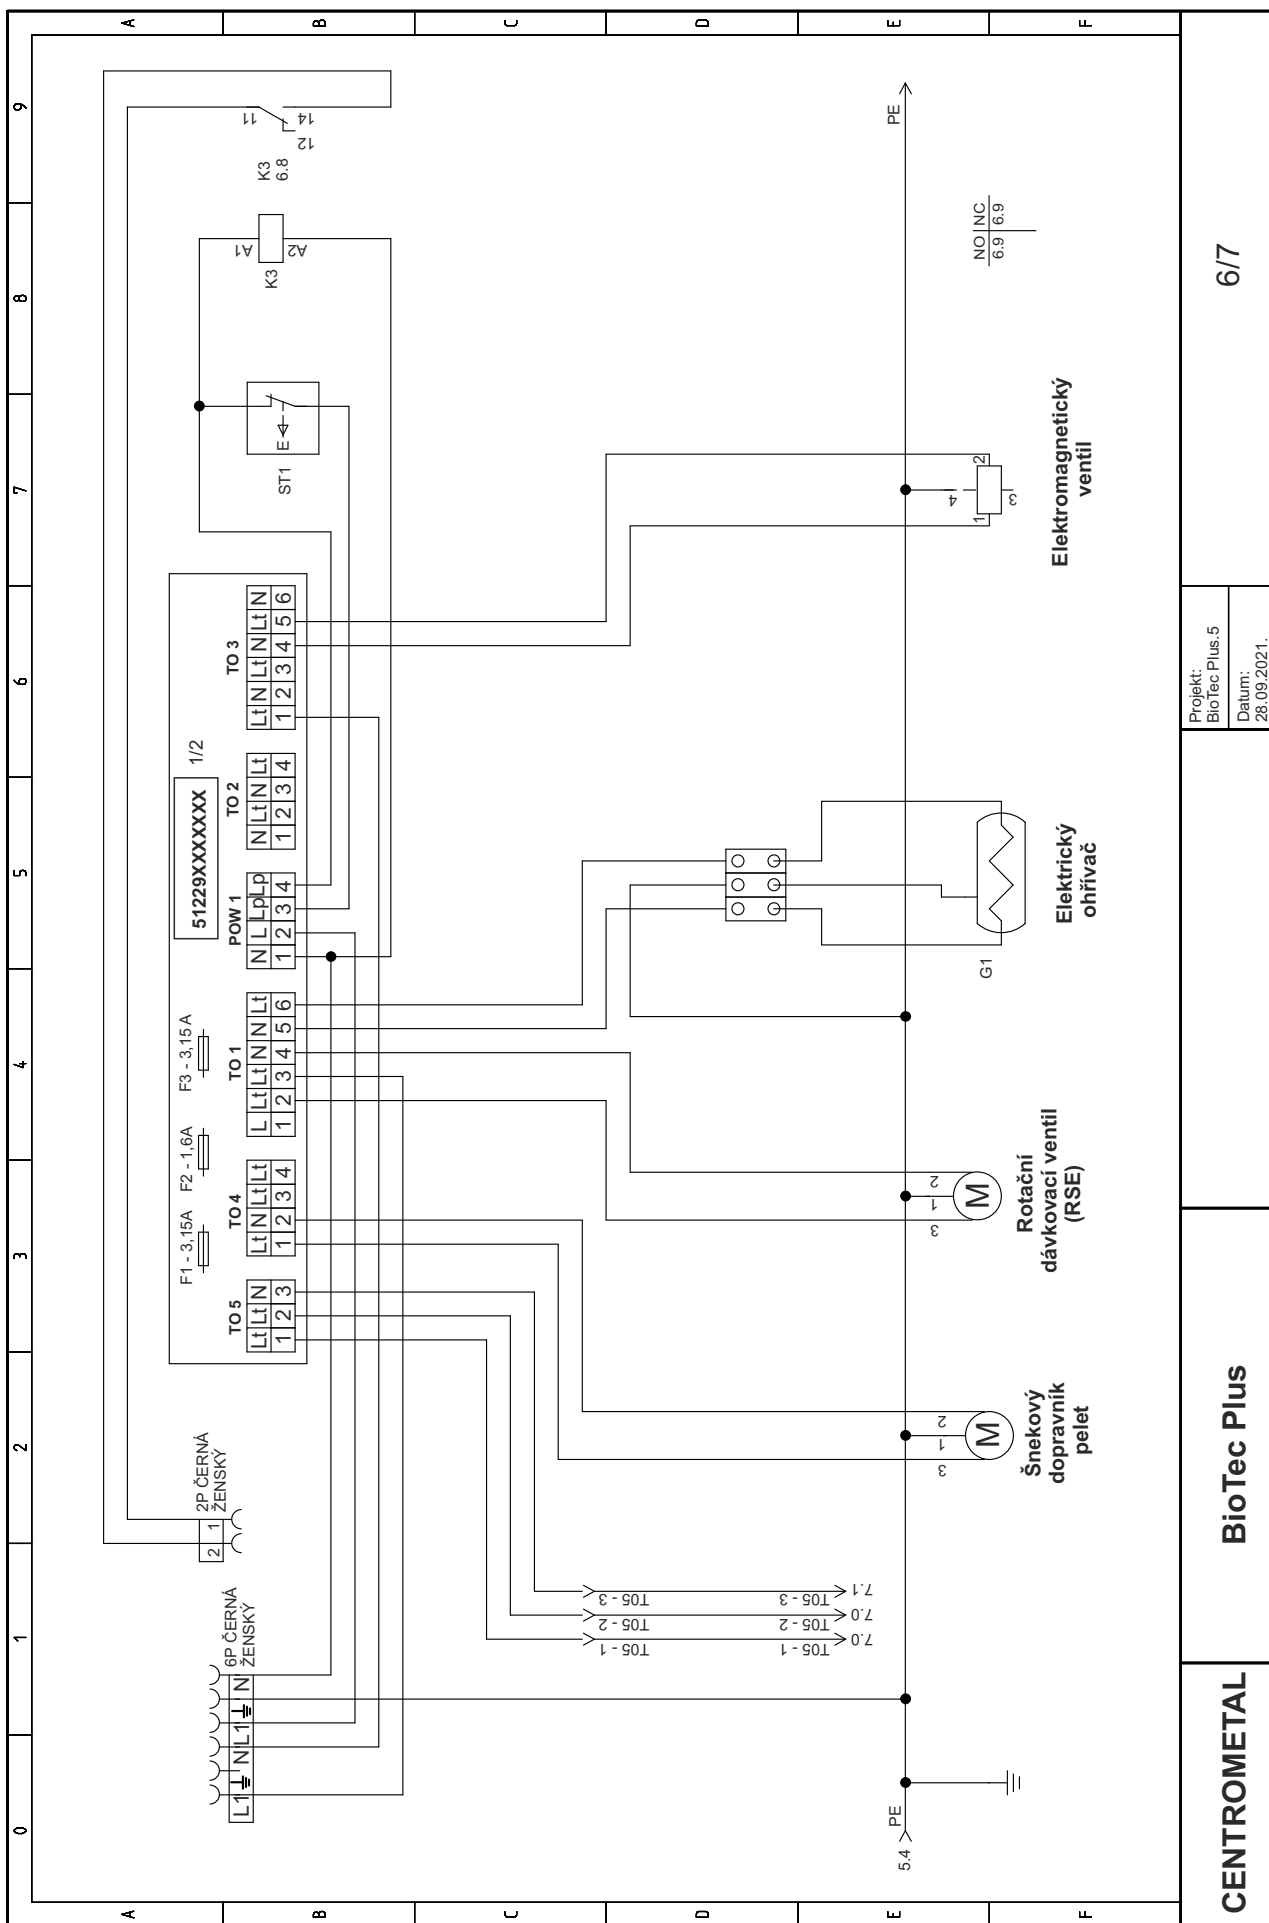 0 1 2 3 4 5 6 7 8 9
A
B
C
D
E
F
A
B
C
D
E
F
6P ČERNÁ
ŽENSKÝ
L1 N L1 N
2P ČERNÁ
ŽENSKÝ
2 1
51229XXXXXXX
1/2
F1 - 3,15A
F2 - 1,6A
F3 - 3,15 A
TO 5
Lt Lt N
1 2 3
TO 4
Lt N Lt Lt
1 2 3 4
TO 1
L Lt Lt N N Lt
1 2 3 4 5 6
POW 1
N L Lp Lp
1 2 3 4
TO 2
N Lt N Lt
1 2 3 4
TO 3
Lt N Lt N Lt N
1 2 3 4 5 6
ST1
E
K3
A1
A2
K3
6.8
11
14
12
T05 - 1
T05 - 2
T05 - 3
T05 - 1
T05 - 2
T05 - 3
7.0
7.0
7.1
5.4
PE
PE
3
1
2
M
Šnekový
dopravník
pelet
3
1
2
M
Rotační
dávkovací ventil
(RSE)
G1
Elektrický
ohřívač
1
2
4
3
Elektromagnetický
ventil
NO NC
6.9 6.9
CENTROMETAL
BioTec Plus
Projekt:
BioTec Plus.5
Datum:
28.09.2021.
6/7